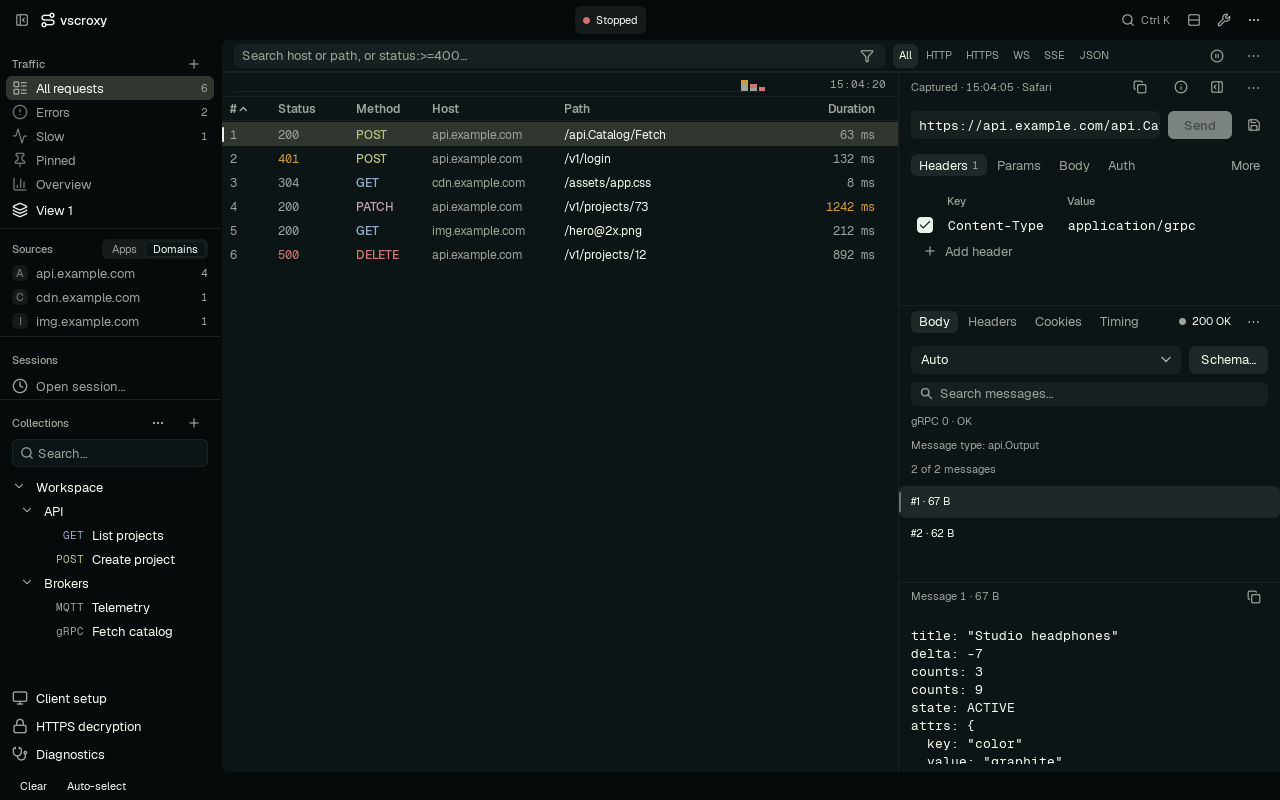 vscroxy
Stopped
Ctrl K
Traffic
All requests 6
Errors 2
Slow 1
Pinned
Overview
View 1
Sources Apps Domains
A api.example.com 4
C cdn.example.com 1
I img.example.com 1
Sessions
Open session...
Collections
Search...
Workspace
API
GET List projects
POST Create project
Brokers
MQTT Telemetry
gRPC Fetch catalog
Client setup
HTTPS decryption
Diagnostics
Clear Auto-select
Search host or path, or status:>=400...
All HTTP HTTPS WS SSE JSON
15:04:20
# Status Method Host Path Duration
1 200 POST api.example.com /api.Catalog/Fetch 63 ms
2 401 POST api.example.com /v1/login 132 ms
3 304 GET cdn.example.com /assets/app.css 8 ms
4 200 PATCH api.example.com /v1/projects/73 1242 ms
5 200 GET img.example.com /hero@2x.png 212 ms
6 500 DELETE api.example.com /v1/projects/12 892 ms
Captured · 15:04:05 · Safari
https://api.example.com/api.Ca Send
Headers 1 Params Body Auth More
Key Value
Content-Type application/grpc
Add header
Body Headers Cookies Timing 200 OK
Auto Schema...
Search messages...
gRPC 0 · OK
Message type: api.Output
2 of 2 messages
#1 · 67 B
#2 · 62 B
Message 1 · 67 B
title: "Studio headphones"
delta: -7
counts: 3
counts: 9
state: ACTIVE
attrs: {
key: "color"
value: "graphite"